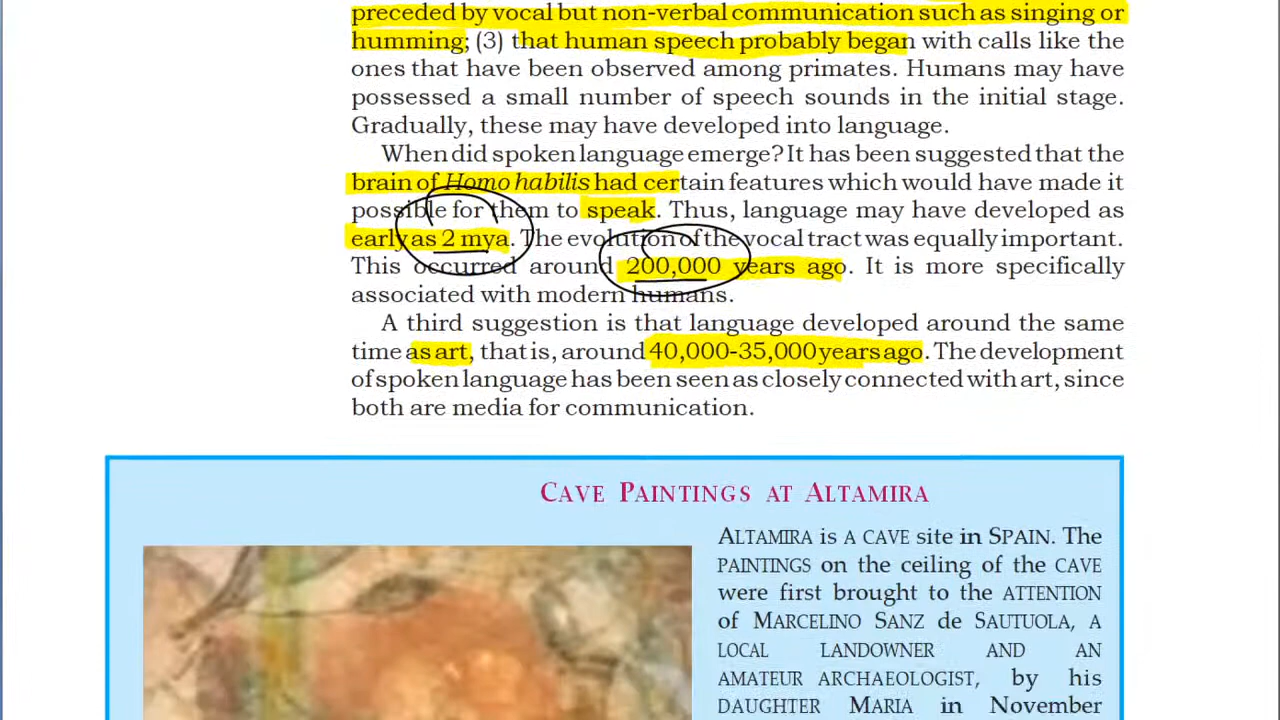 preceded by vocal but non-verbal communication such as singing or
humming; (3) that human speech probably began with calls like the
ones that have been observed among primates. Humans may have
possessed a small number of speech sounds in the initial stage.
Gradually, these may have developed into language.
When did spoken language emerge? It has been suggested that the
brain of Homo habilis had certain features which would have made it
possible for them to speak. Thus, language may have developed as
early as 2 mya. The evolution of the vocal tract was equally important.
This occurred around 200,000 years ago. It is more specifically
associated with modern humans.
A third suggestion is that language developed around the same
time as art, that is, around 40,000-35,000 years ago. The development
of spoken language has been seen as closely connected with art, since
both are media for communication.
CAVE PAINTINGS AT ALTAMIRA
ALTAMIRA is A CAVE site in SPAIN. The
PAINTINGS on the ceiling of the CAVE
were first brought to the ATTENTION
of MARCELINO SANZ de SAUTUOLA, A
LOCAL LANDOWNER AND AN
AMATEUR ARCHAEOLOGIST, by his
DAUGHTER MARIA in November